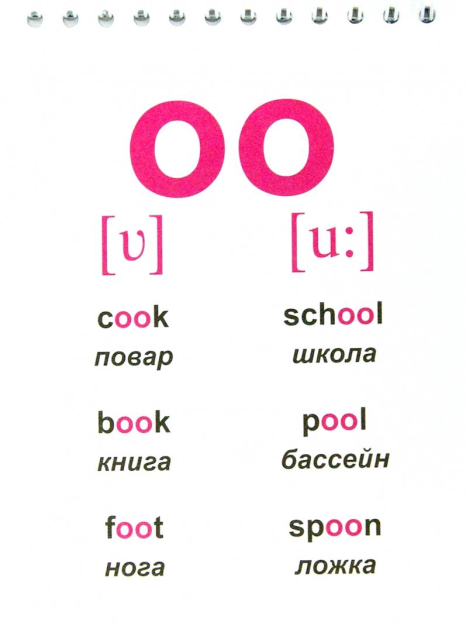 oo
[ʋ] [u:]
cook school
повар школа
book pool
книга бассейн
foot spoon
нога ложка